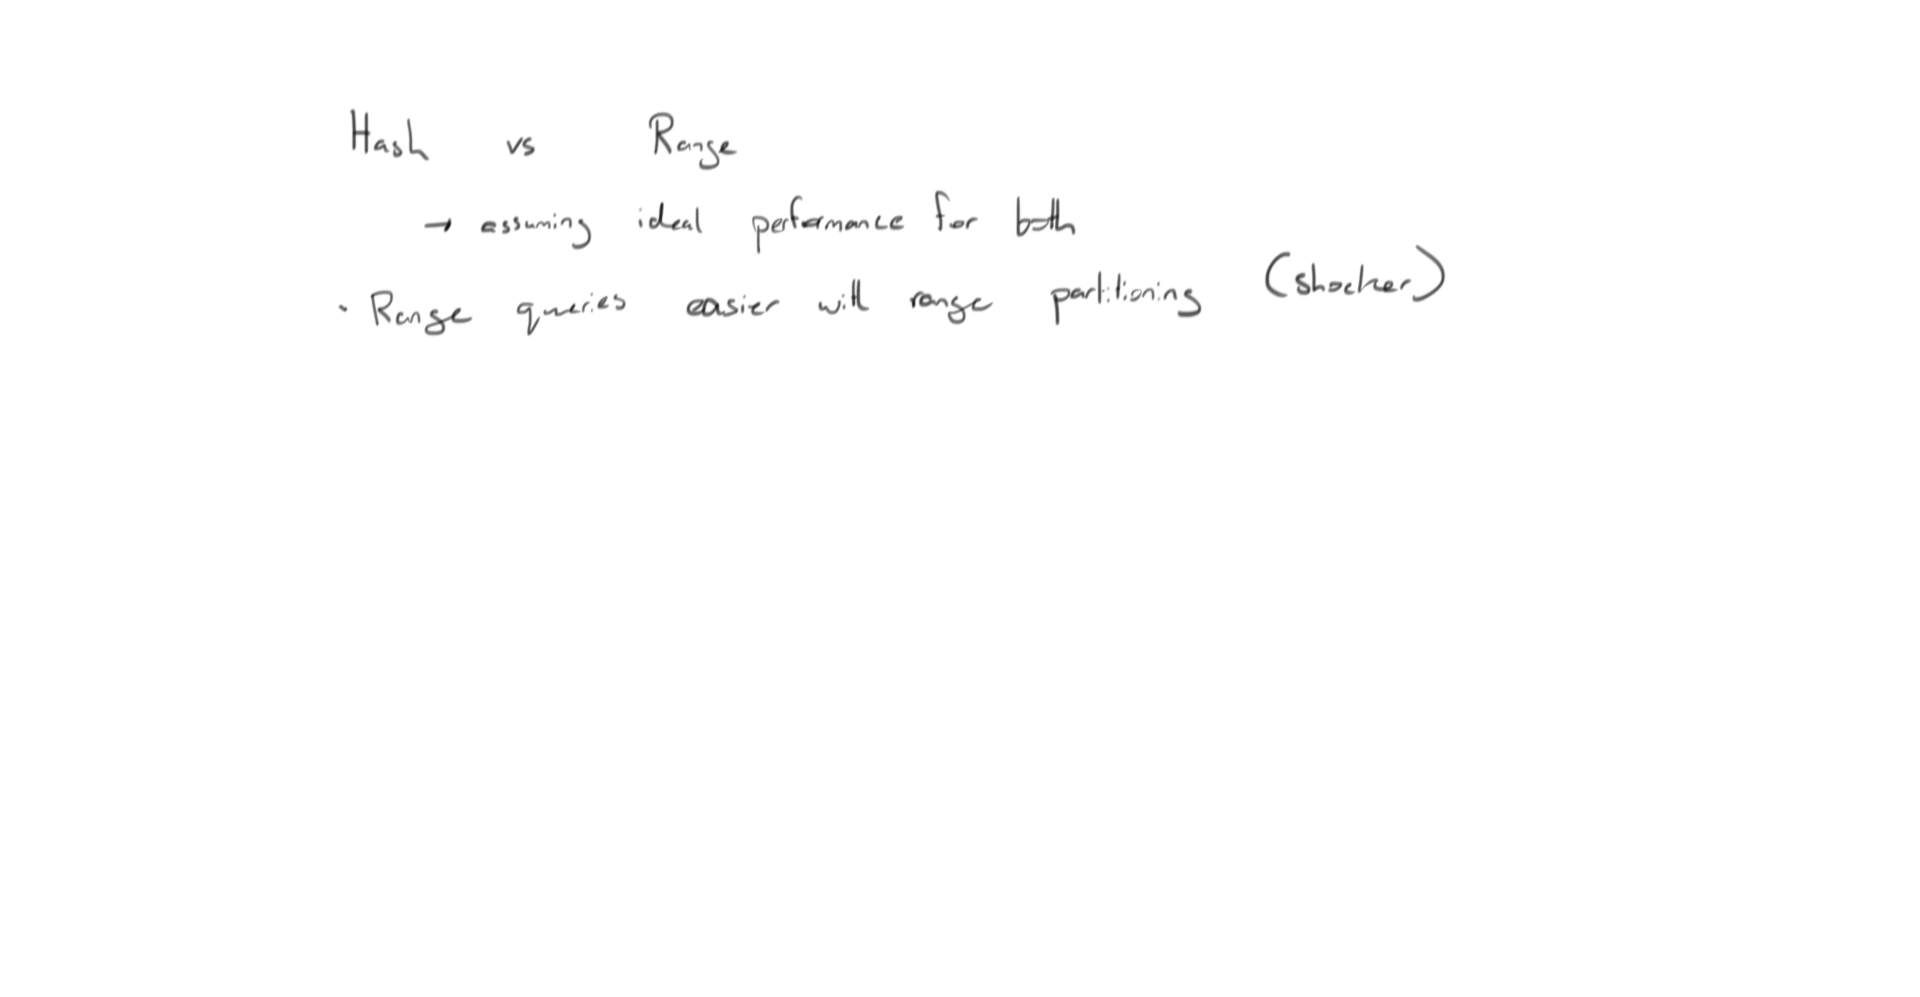 Hash vs Range
→ assuming ideal performance for both
• Range queries easier with range partitioning (shocker)